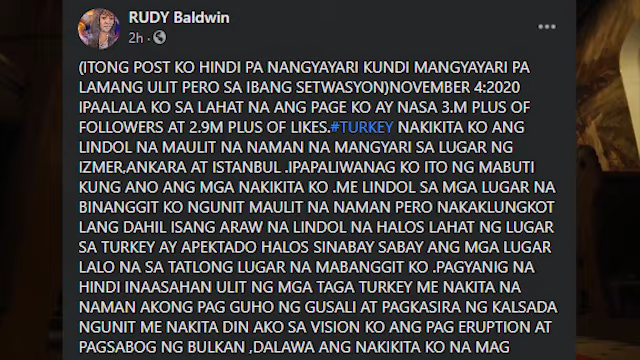 RUDY Baldwin
2h ·
(ITONG POST KO HINDI PA NANGYAYARI KUNDI MANGYAYARI PA
LAMANG ULIT PERO SA IBANG SETWASYON)NOVEMBER 4:2020
IPAALALA KO SA LAHAT NA ANG PAGE KO AY NASA 3.M PLUS OF
FOLLOWERS AT 2.9M PLUS OF LIKES.#TURKEY NAKIKITA KO ANG
LINDOL NA MAULIT NA NAMAN NA MANGYARI SA LUGAR NG
IZMER,ANKARA AT ISTANBUL .IPAPALIWANAG KO ITO NG MABUTI
KUNG ANO ANG MGA NAKIKITA KO .ME LINDOL SA MGA LUGAR NA
BINANGGIT KO NGUNIT MAULIT NA NAMAN PERO NAKAKLUNGKOT
LANG DAHIL ISANG ARAW NA LINDOL NA HALOS LAHAT NG LUGAR
SA TURKEY AY APEKTADO HALOS SINABAY SABAY ANG MGA LUGAR
LALO NA SA TATLONG LUGAR NA MABANGGIT KO .PAGYANIG NA
HINDI INAASAHAN ULIT NG MGA TAGA TURKEY ME NAKITA NA
NAMAN AKONG PAG GUHO NG GUSALI AT PAGKASIRA NG KALSADA
NGUNIT ME NAKITA DIN AKO SA VISION KO ANG PAG ERUPTION AT
PAGSABOG NG BULKAN ,DALAWA ANG NAKIKITA KO NA MAG